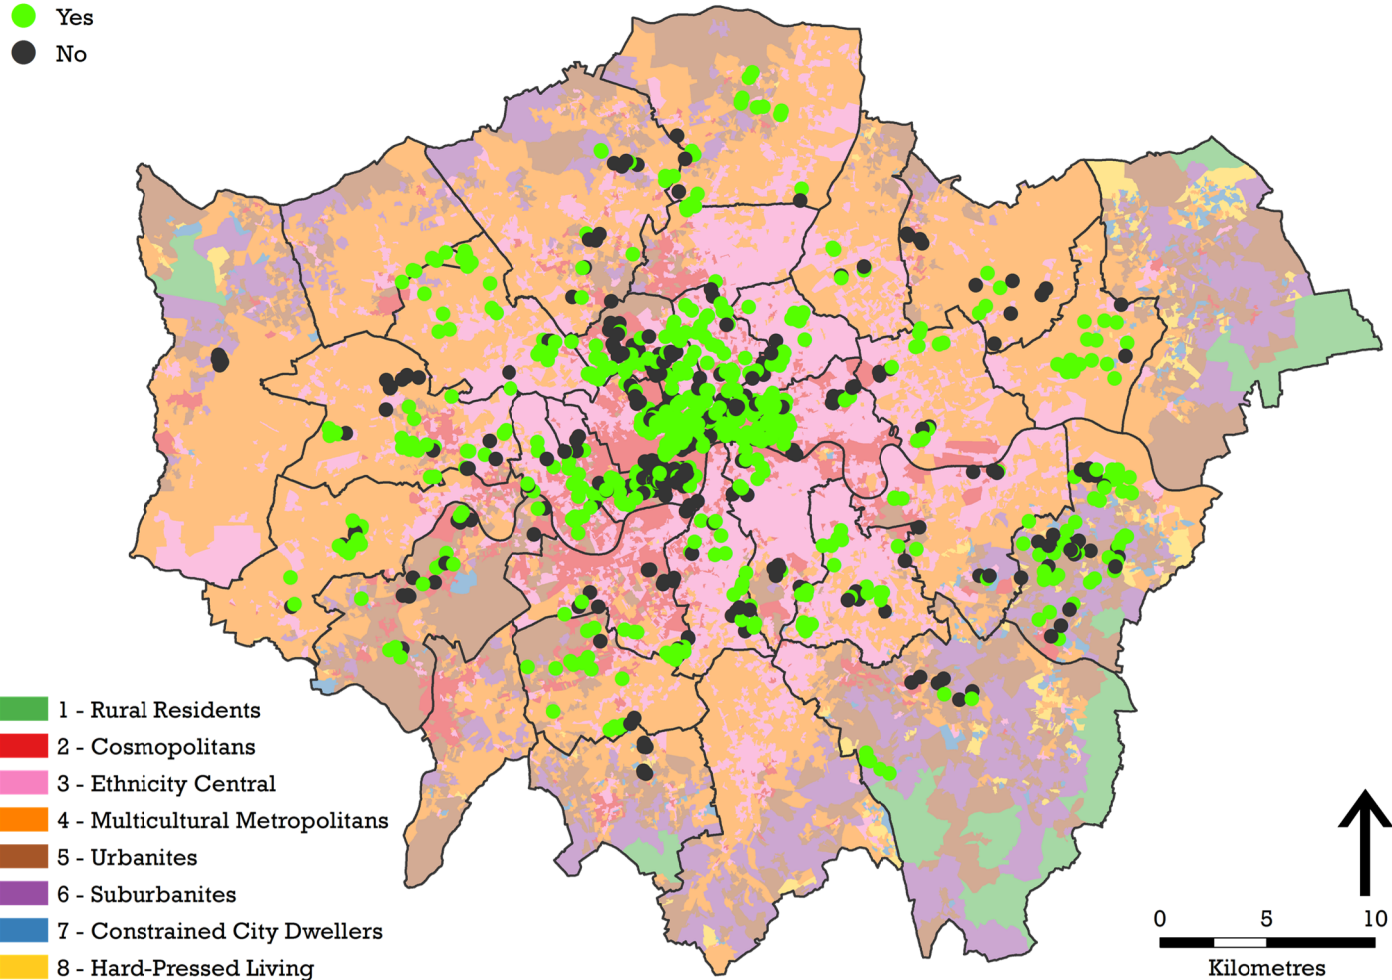 Yes
No
1 - Rural Residents
2 - Cosmopolitans
3 - Ethnicity Central
4 - Multicultural Metropolitans
5 - Urbanites
6 - Suburbanites
7 - Constrained City Dwellers
8 - Hard-Pressed Living
0 5 10
Kilometres